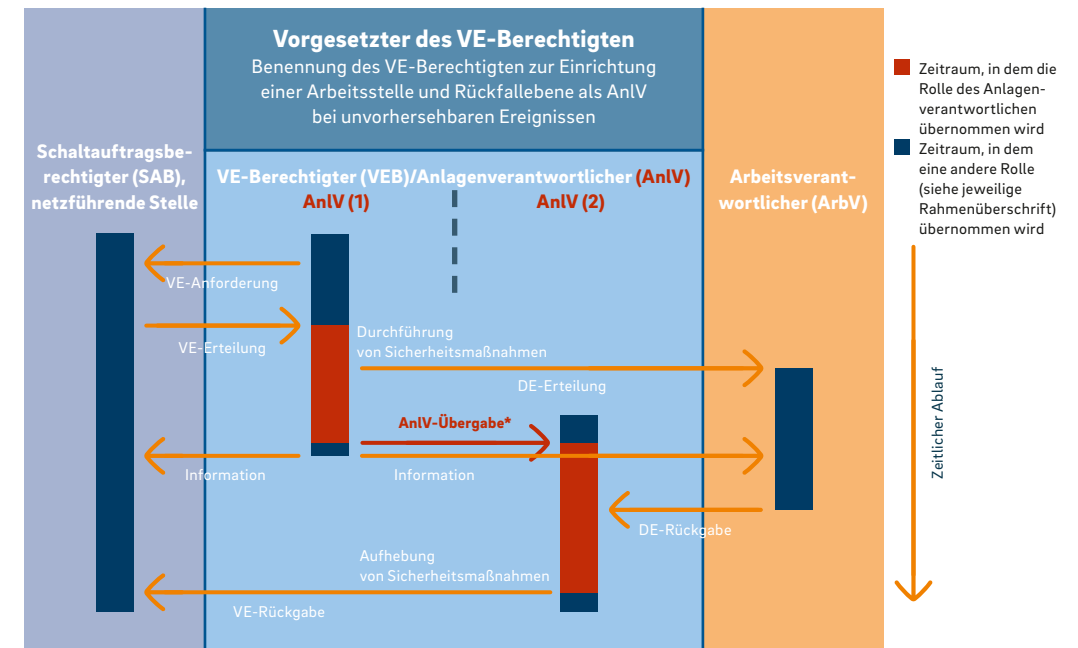 Vorgesetzter des VE-Berechtigten
Benennung des VE-Berechtigten zur Einrichtung
einer Arbeitsstelle und Rückfallebene als AnlV
bei unvorhersehbaren Ereignissen
Schaltauftragsbe-
rechtigter (SAB),
netzführende Stelle
VE-Berechtigter (VEB)/Anlagenverantwortlicher (AnlV)
AnlV (1)
AnlV (2)
Arbeitsverant-
wortlicher (ArbV)
Zeitraum, in dem die
Rolle des Anlagen-
verantwortlichen
übernommen wird
Zeitraum, in dem
eine andere Rolle
(siehe jeweilige
Rahmenüberschrift)
übernommen wird
VE-Anforderung
VE-Erteilung
Durchführung
von Sicherheitsmaßnahmen
DE-Erteilung
AnlV-Übergabe*
Information
Information
DE-Rückgabe
Aufhebung
von Sicherheitsmaßnahmen
VE-Rückgabe
Zeitlicher Ablauf